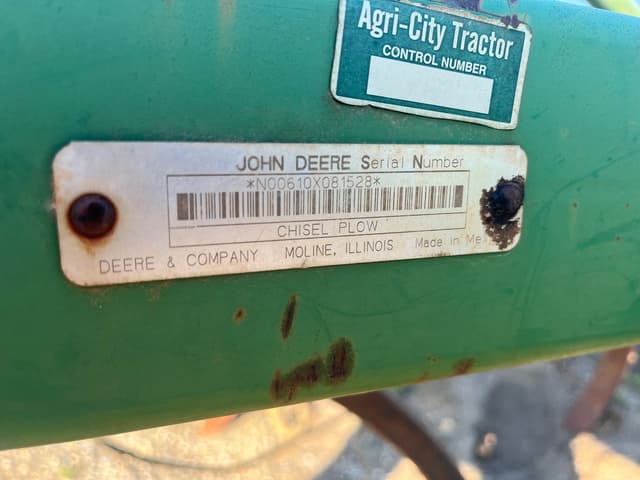 Agri-City Tractor
CONTROL NUMBER
JOHN DEERE Serial Number
*N00610X081528*
CHISEL PLOW
DEERE & COMPANY MOLINE, ILLINOIS Made in Me